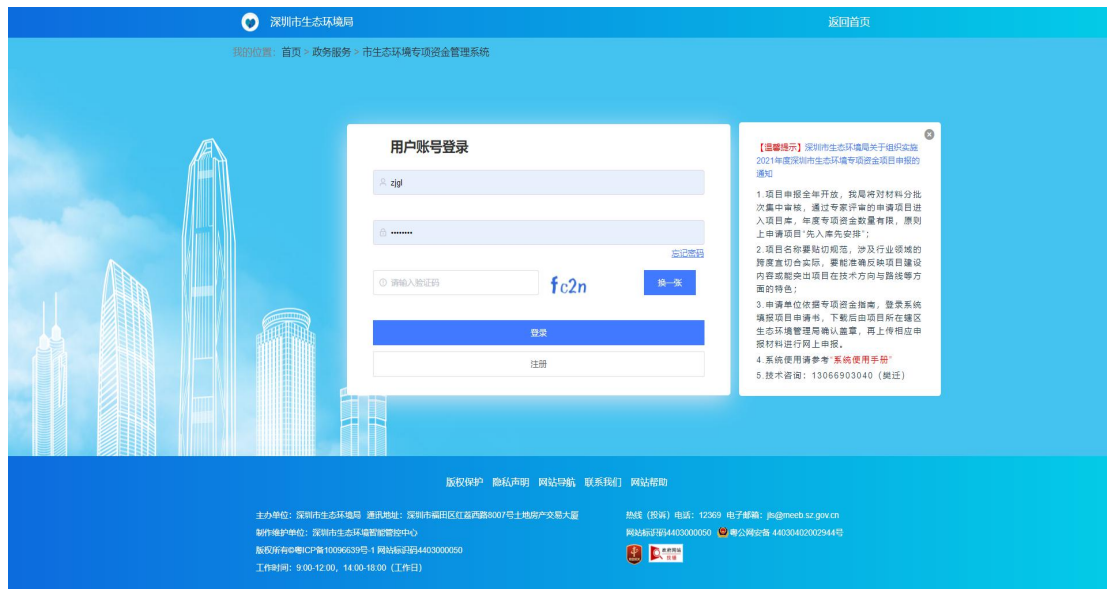 深圳市生态环境局
返回首页
我的位置：首页 > 政务服务 > 市生态环境专项资金管理系统
用户账号登录
zjgl
••••••••
忘记密码
请输入验证码
fc2n
换一张
登录
注册
【温馨提示】深圳市生态环境局关于组织实施
2021年度深圳市生态环境专项资金项目申报的
通知
1.项目申报全年开放，我局将对材料分批
次集中审核，通过专家评审的申请项目进
入项目库，年度专项资金数量有限，原则
上申请项目“先入库先安排”；
2.项目名称要贴切规范，涉及行业领域的
跨度宜切合实际，要能准确反映项目建设
内容或能突出项目在技术方向与路线等方
面的特色；
3.申请单位依据专项资金指南，登录系统
填报项目申请书，下载后由项目所在辖区
生态环境管理局确认盖章，再上传相应申
报材料进行网上申报。
4.系统使用请参考“系统使用手册”
5.技术咨询：13066903040（樊迁）
版权保护 隐私声明 网站导航 联系我们 网站帮助
主办单位：深圳市生态环境局 通讯地址：深圳市福田区红荔西路8007号土地房产交易大厦
制作维护单位：深圳市生态环境智能管控中心
版权所有©粤ICP备10096639号-1 网站标识码4403000050
工作时间：9:00-12:00，14:00-18:00（工作日）
热线（投诉）电话：12369 电子邮箱：jts@meeb.sz.gov.cn
网站标识码4403000050 粤公网安备 44030402002944号
政府网站
找错